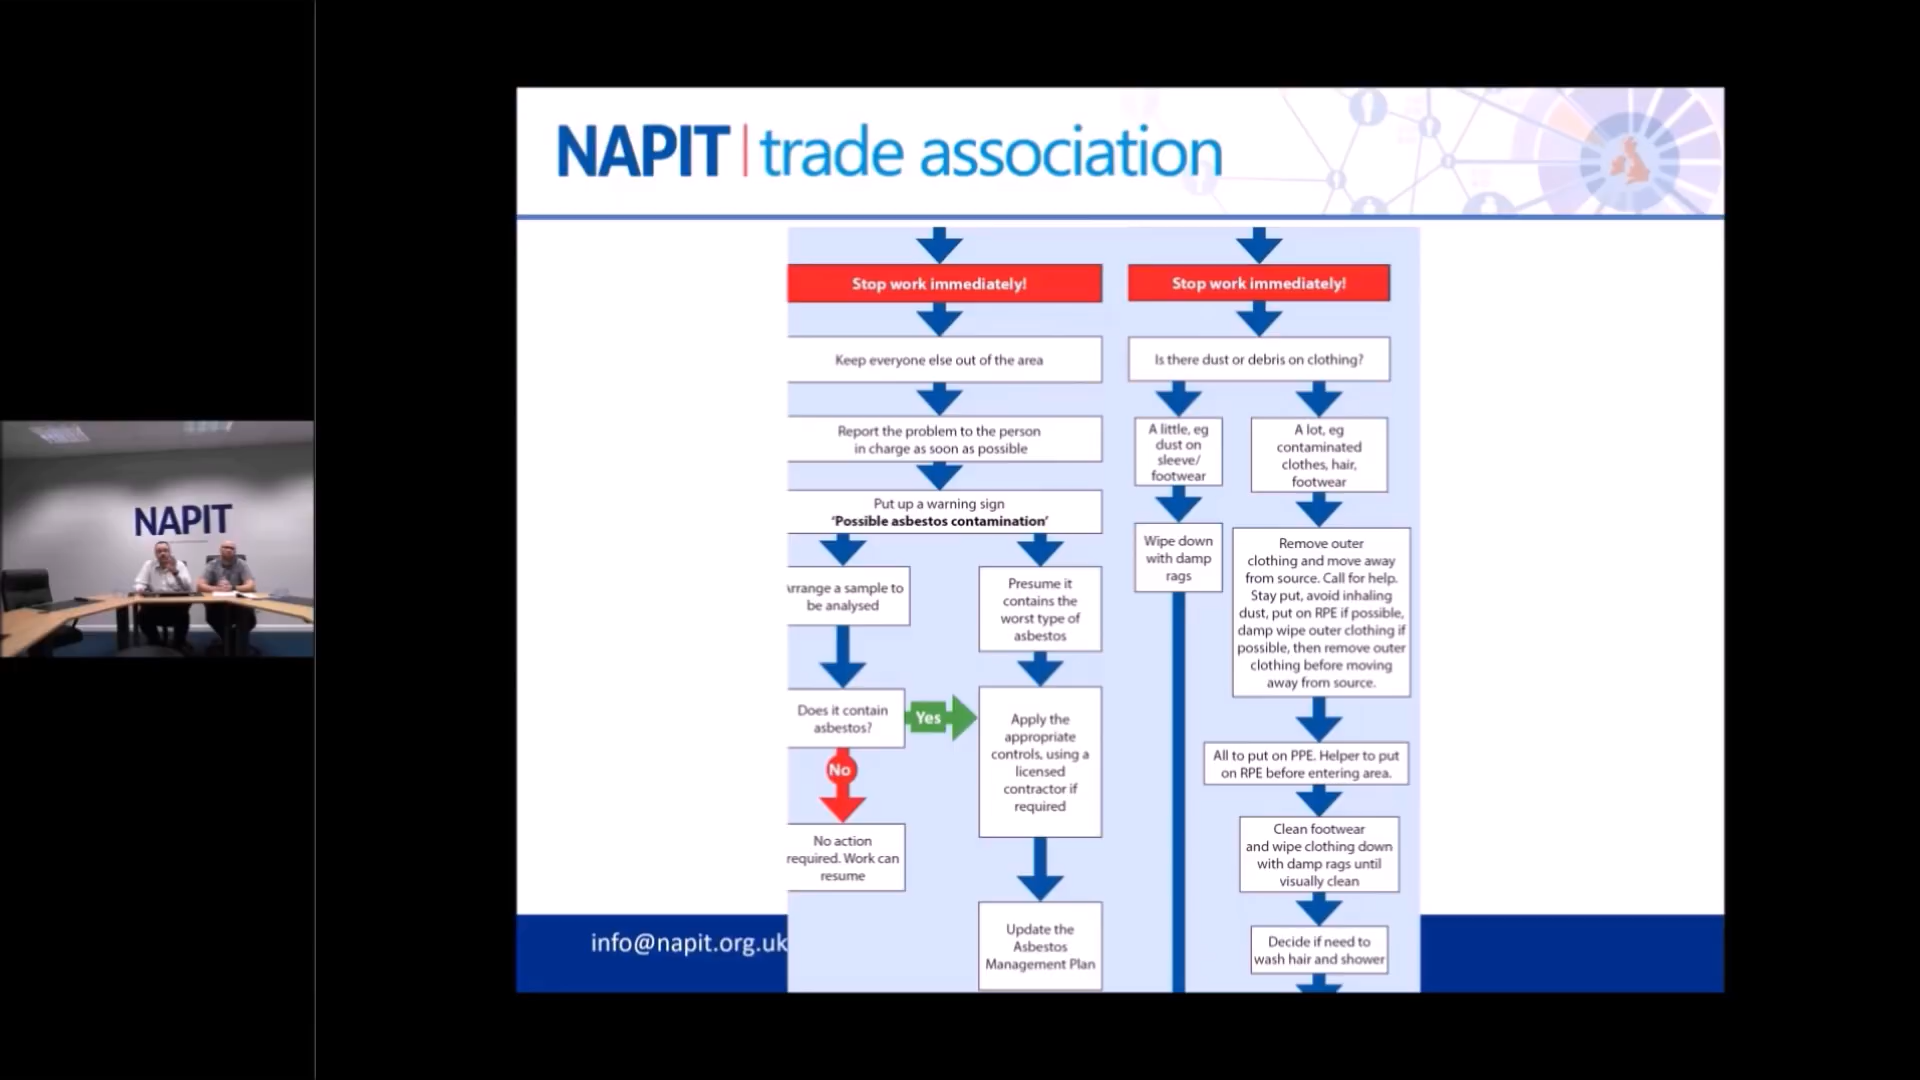 NAPIT | trade association
Stop work immediately!
Keep everyone else out of the area
Report the problem to the person
in charge as soon as possible
Put up a warning sign
'Possible asbestos contamination'
rrange a sample to
be analysed
Does it contain
asbestos?
Yes
No
No action
required. Work can
resume
Presume it
contains the
worst type of
asbestos
Apply the
appropriate
controls, using a
licensed
contractor if
required
Update the
Asbestos
Management Plan
Stop work immediately!
Is there dust or debris on clothing?
A little, eg
dust on
sleeve/
footwear
Wipe down
with damp
rags
A lot, eg
contaminated
clothes, hair,
footwear
Remove outer
clothing and move away
from source. Call for help.
Stay put, avoid inhaling
dust, put on RPE if possible,
damp wipe outer clothing if
possible, then remove outer
clothing before moving
away from source.
All to put on PPE. Helper to put
on RPE before entering area.
Clean footwear
and wipe clothing down
with damp rags until
visually clean
Decide if need to
wash hair and shower
info@napit.org.uk
NAPIT